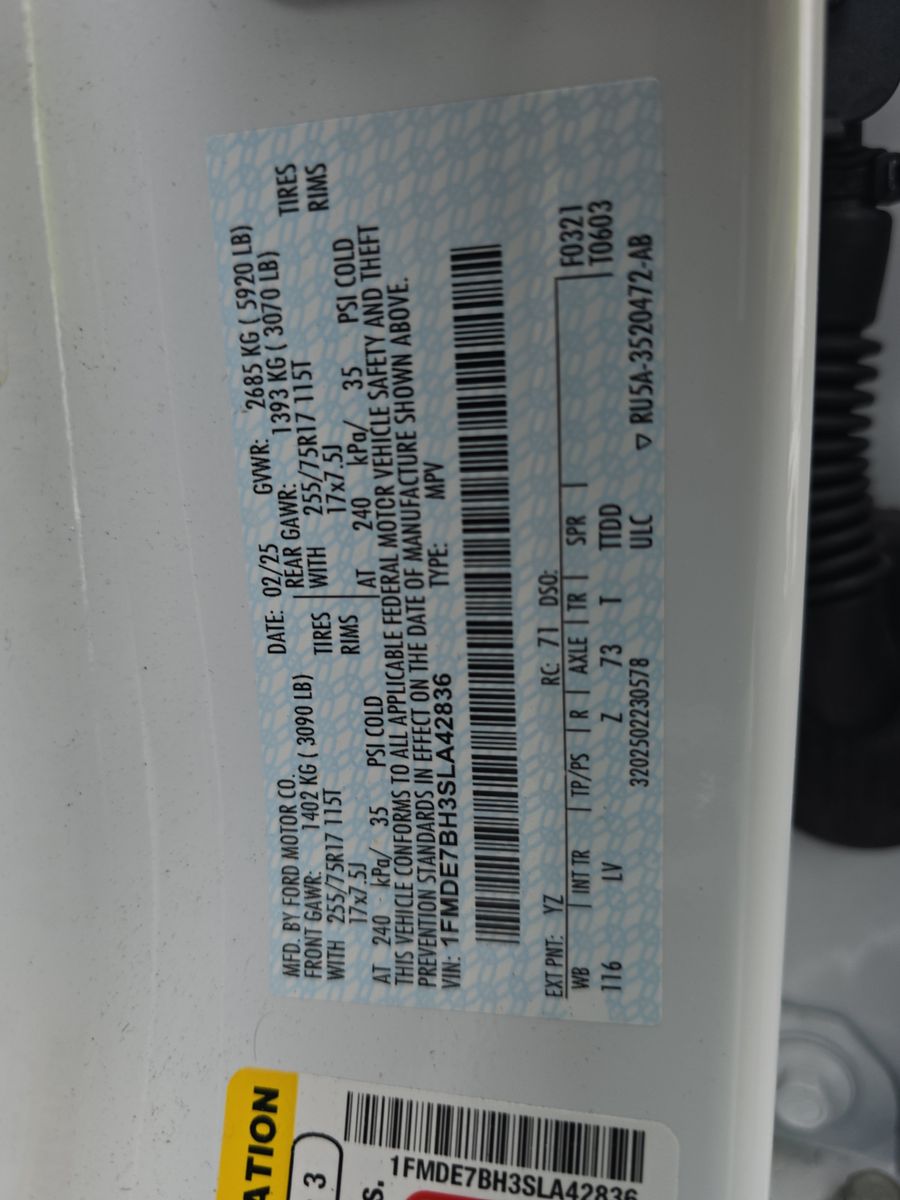 MFD. BY FORD MOTOR CO.
DATE: 02/25 GVWR: 2685 KG ( 5920 LB)
FRONT GAWR: 1402 KG ( 3090 LB) REAR GAWR: 1393 KG ( 3070 LB)
WITH 255/75R17 115T TIRES WITH 255/75R17 115T TIRES
17x7.5J RIMS 17x7.5J RIMS
AT 240 kPa/ 35 PSI COLD AT 240 kPa/ 35 PSI COLD
THIS VEHICLE CONFORMS TO ALL APPLICABLE FEDERAL MOTOR VEHICLE SAFETY AND THEFT
PREVENTION STANDARDS IN EFFECT ON THE DATE OF MANUFACTURE SHOWN ABOVE.
VIN: 1FMDE7BH3SLA42836 TYPE: MPV
EXT PNT: YZ RC: 71 DSO:
WB INT TR TP/PS R AXLE TR SPR F0321
116 LV Z 73 T TTDD T0603
3202502230578 ULC ▽ RU5A-3520472-AB
ATION
3
S.
1FMDE7BH3SLA42836